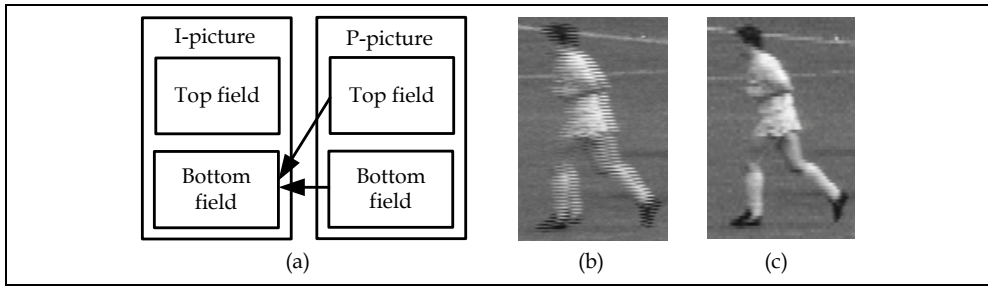 I-picture
P-picture
Top field
Top field
Bottom
field
Bottom
field
(a)
(b)
(c)